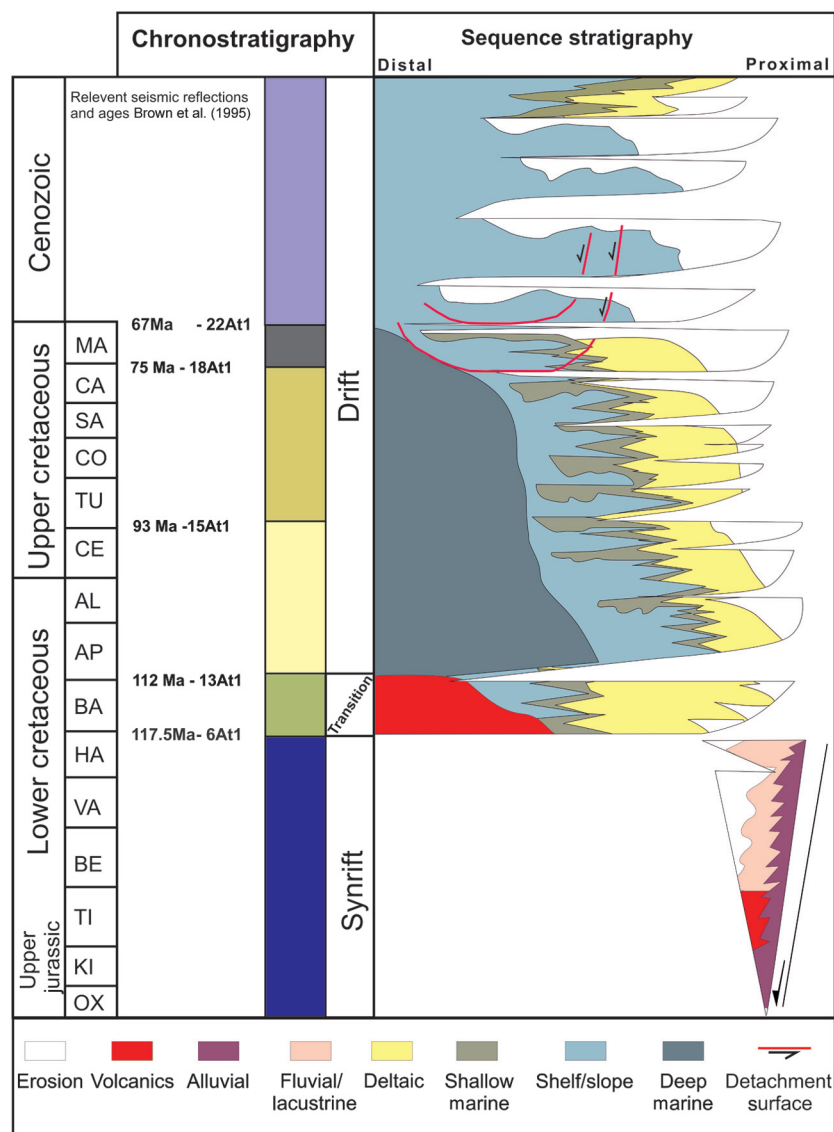 Chronostratigraphy
Sequence stratigraphy
Distal
Proximal
Relevent seismic reflections
and ages Brown et al. (1995)
Cenozoic
67Ma - 22At1
Upper cretaceous
MA
75 Ma - 18At1
CA
SA
CO
TU
93 Ma -15At1
CE
Drift
Lower cretaceous
AL
AP
112 Ma - 13At1
BA
Transition
117.5Ma- 6At1
HA
VA
BE
Synrift
Upper
jurassic
TI
KI
OX
Erosion
Volcanics
Alluvial
Fluvial/
lacustrine
Deltaic
Shallow
marine
Shelf/slope
Deep
marine
Detachment
surface